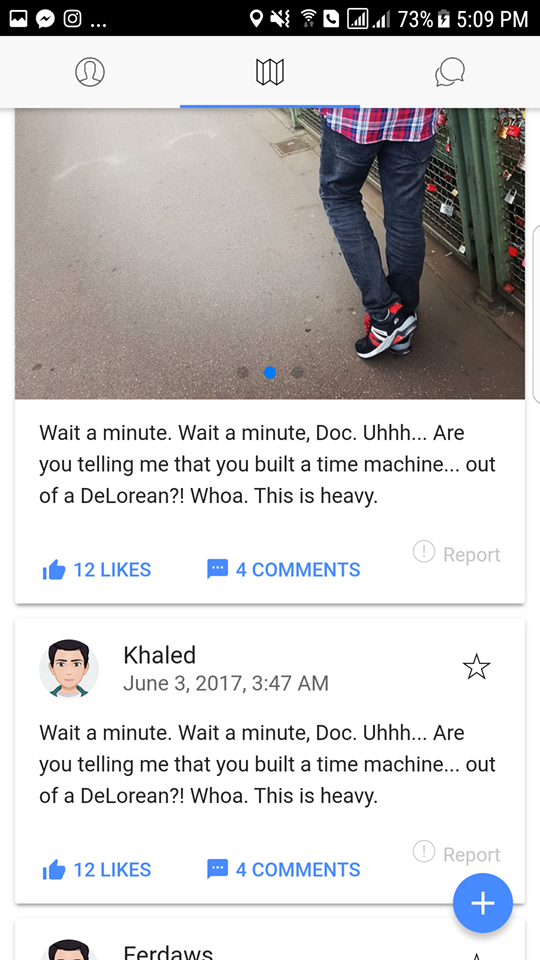 ... 73% 5:09 PM
Wait a minute. Wait a minute, Doc. Uhhh... Are
you telling me that you built a time machine... out
of a DeLorean?! Whoa. This is heavy.
12 LIKES 4 COMMENTS Report
Khaled
June 3, 2017, 3:47 AM
Wait a minute. Wait a minute, Doc. Uhhh... Are
you telling me that you built a time machine... out
of a DeLorean?! Whoa. This is heavy.
12 LIKES 4 COMMENTS Report
Ferdaws